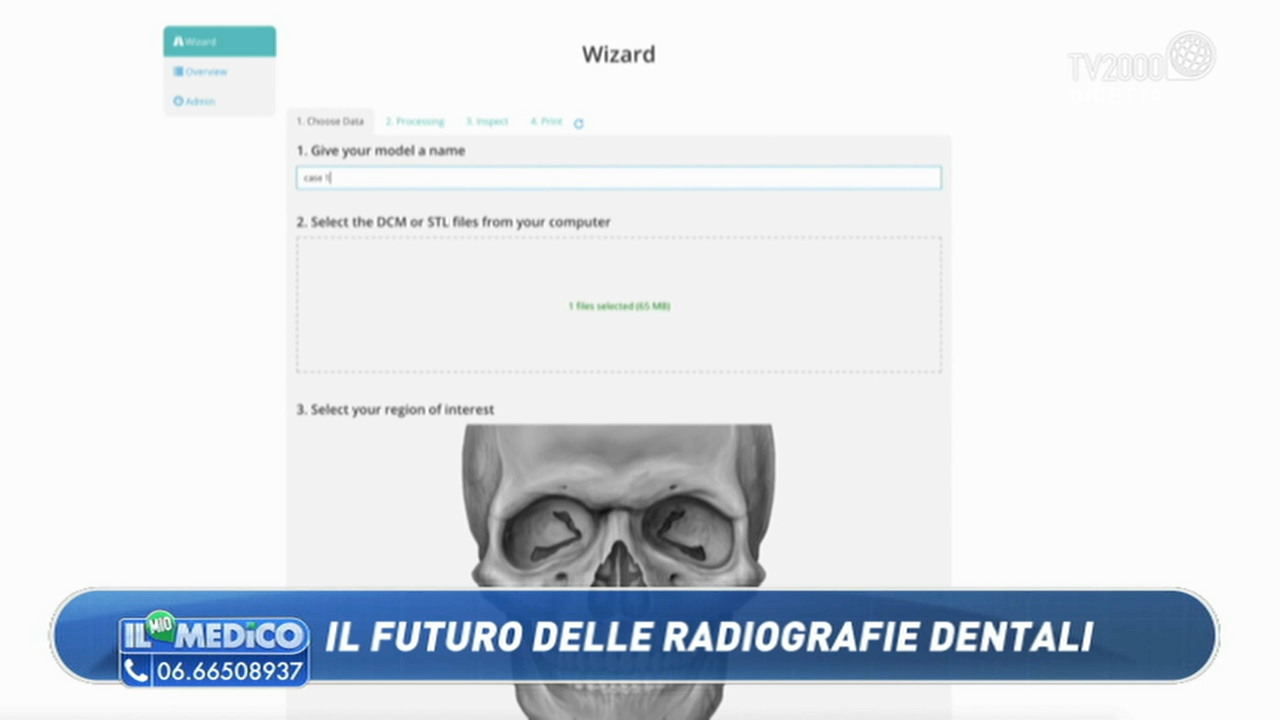 Wizard
Overview
Admin
Wizard
TV2000
1. Choose Data 2. Processing 3. Inspect 4. Print
1. Give your model a name
case 1
2. Select the DCM or STL files from your computer
1 files selected (65 MB)
3. Select your region of interest
IL MIO MEDICO
06.66508937
IL FUTURO DELLE RADIOGRAFIE DENTALI